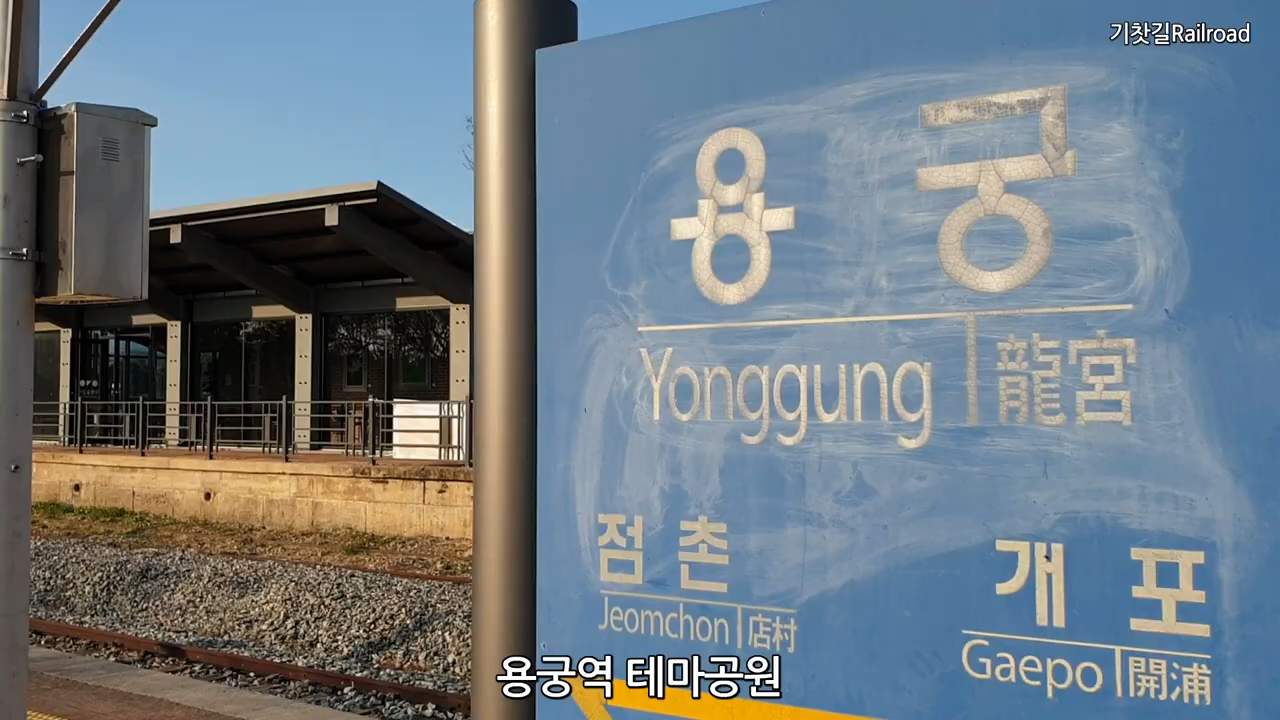 기찻길Railroad
용궁
Yonggung 龍宮
점촌
Jeomchon 店村
개포
Gaepo 開浦
용궁역 테마공원